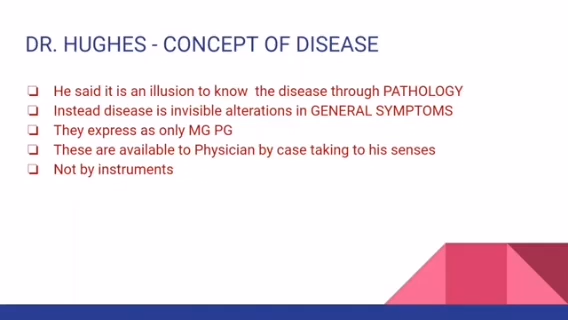 DR. HUGHES - CONCEPT OF DISEASE
❏ He said it is an illusion to know the disease through PATHOLOGY
❏ Instead disease is invisible alterations in GENERAL SYMPTOMS
❏ They express as only MG PG
❏ These are available to Physician by case taking to his senses
❏ Not by instruments